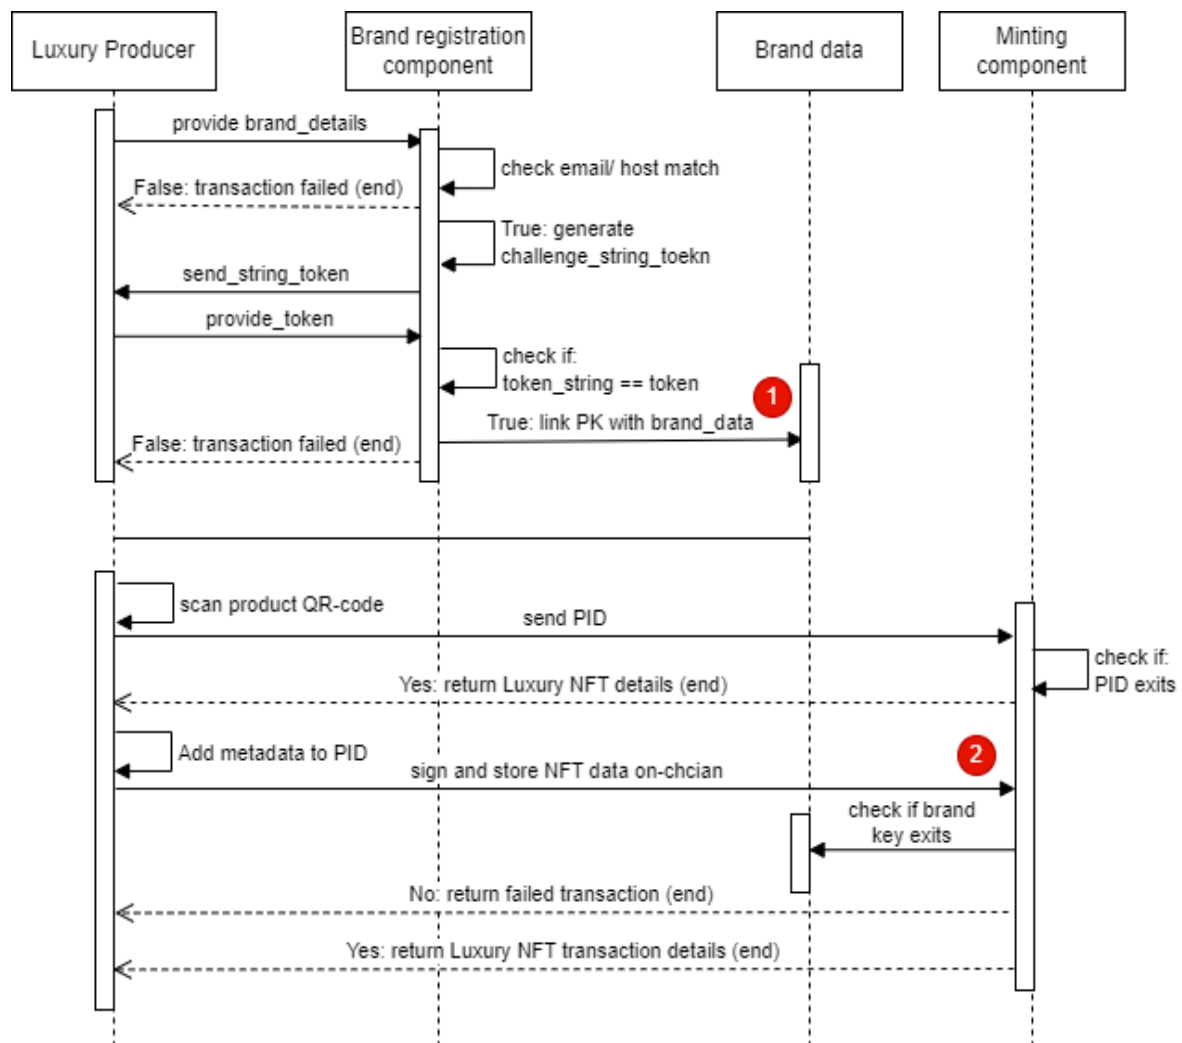 Luxury Producer
Brand registration
component
Brand data
Minting
component
provide brand_details
check email/ host match
False: transaction failed (end)
True: generate
challenge_string_toekn
send_string_token
provide_token
check if:
token_string == token
1
True: link PK with brand_data
False: transaction failed (end)
scan product QR-code
send PID
check if:
PID exits
Yes: return Luxury NFT details (end)
Add metadata to PID
2
sign and store NFT data on-chcian
check if brand
key exits
No: return failed transaction (end)
Yes: return Luxury NFT transaction details (end)